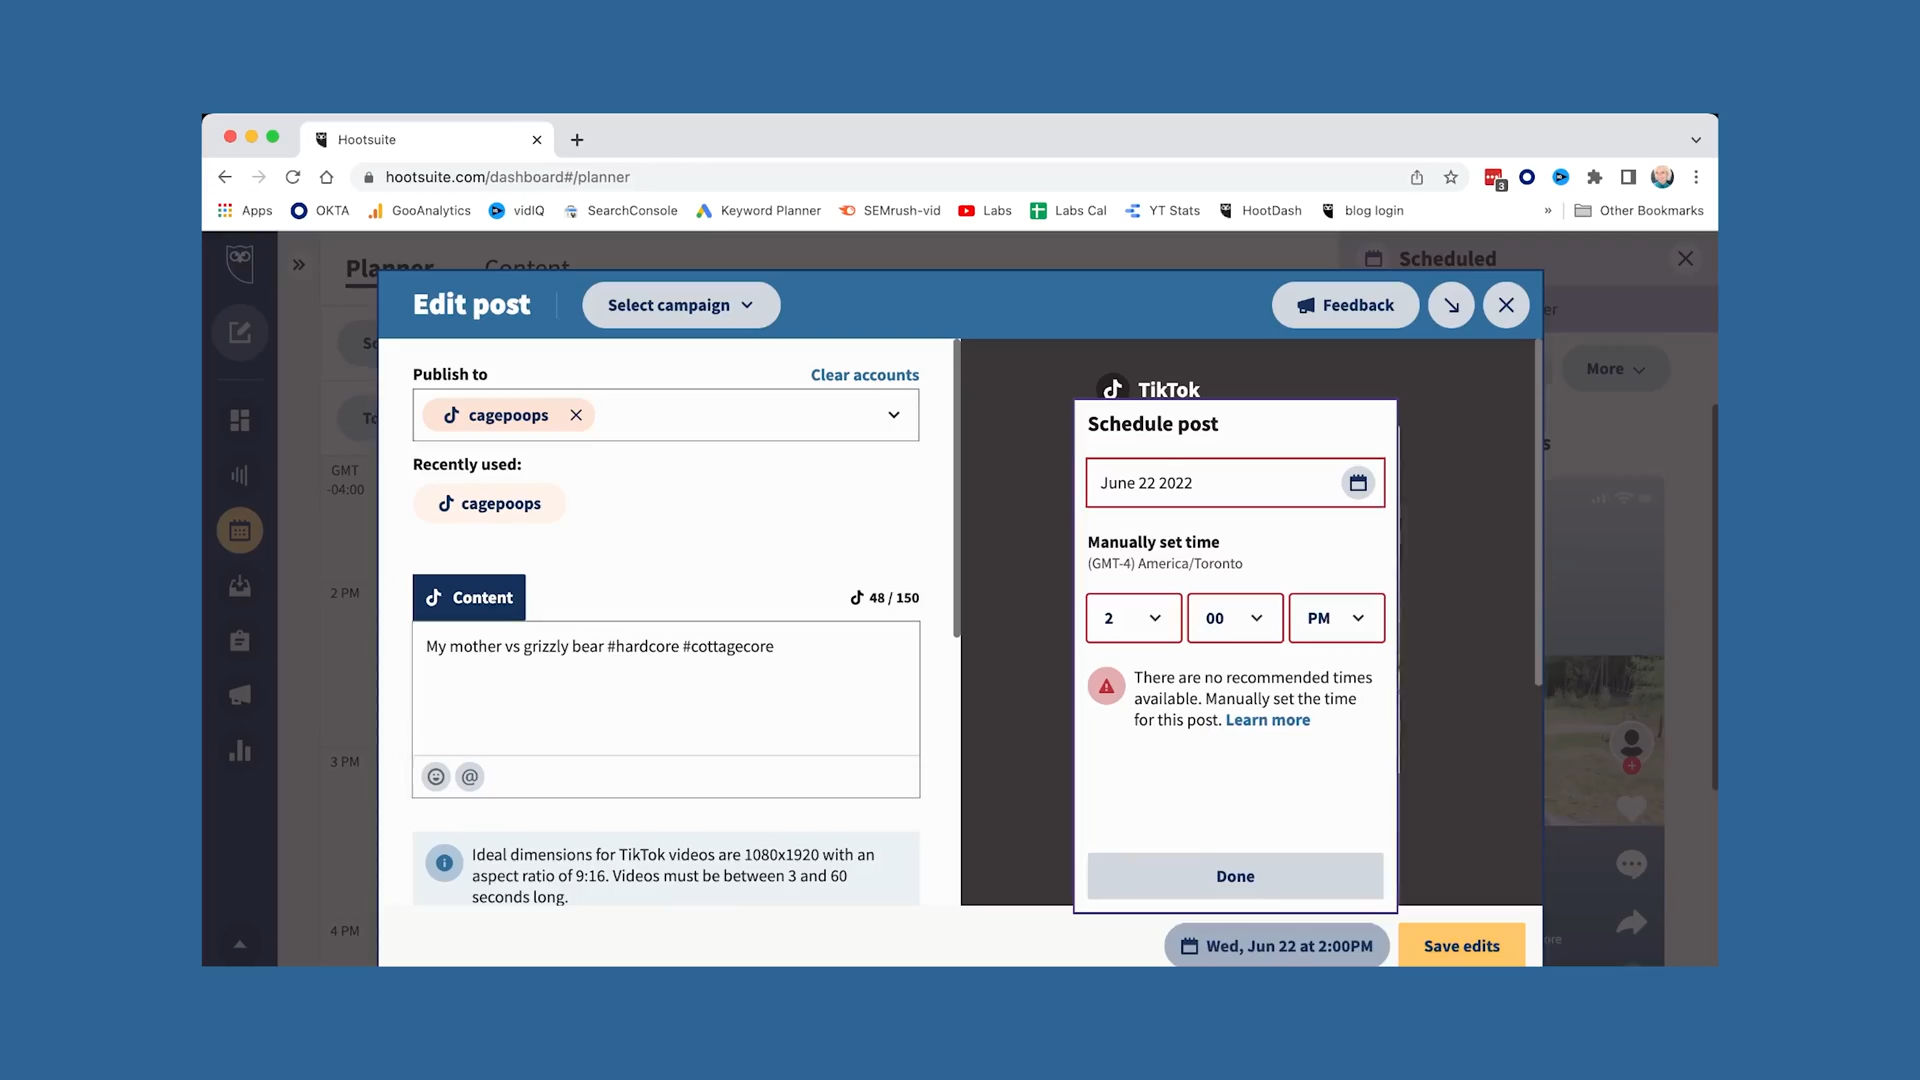 Hootsuite
hootsuite.com/dashboard#/planner
3
Apps OKTA GooAnalytics vidIQ SearchConsole Keyword Planner SEMrush-vid Labs Labs Cal YT Stats HootDash blog login » Other Bookmarks
Planner Content Scheduled
Edit post Select campaign Feedback
More
Publish to Clear accounts
cagepoops
Recently used:
cagepoops
GMT
-04:00
2 PM
3 PM
4 PM
Content 48 / 150
My mother vs grizzly bear #hardcore #cottagecore
@
Ideal dimensions for TikTok videos are 1080x1920 with an
aspect ratio of 9:16. Videos must be between 3 and 60
seconds long.
TikTok
Schedule post
June 22 2022
Manually set time
(GMT-4) America/Toronto
2 00 PM
There are no recommended times
available. Manually set the time
for this post. Learn more
Done
Wed, Jun 22 at 2:00PM Save edits